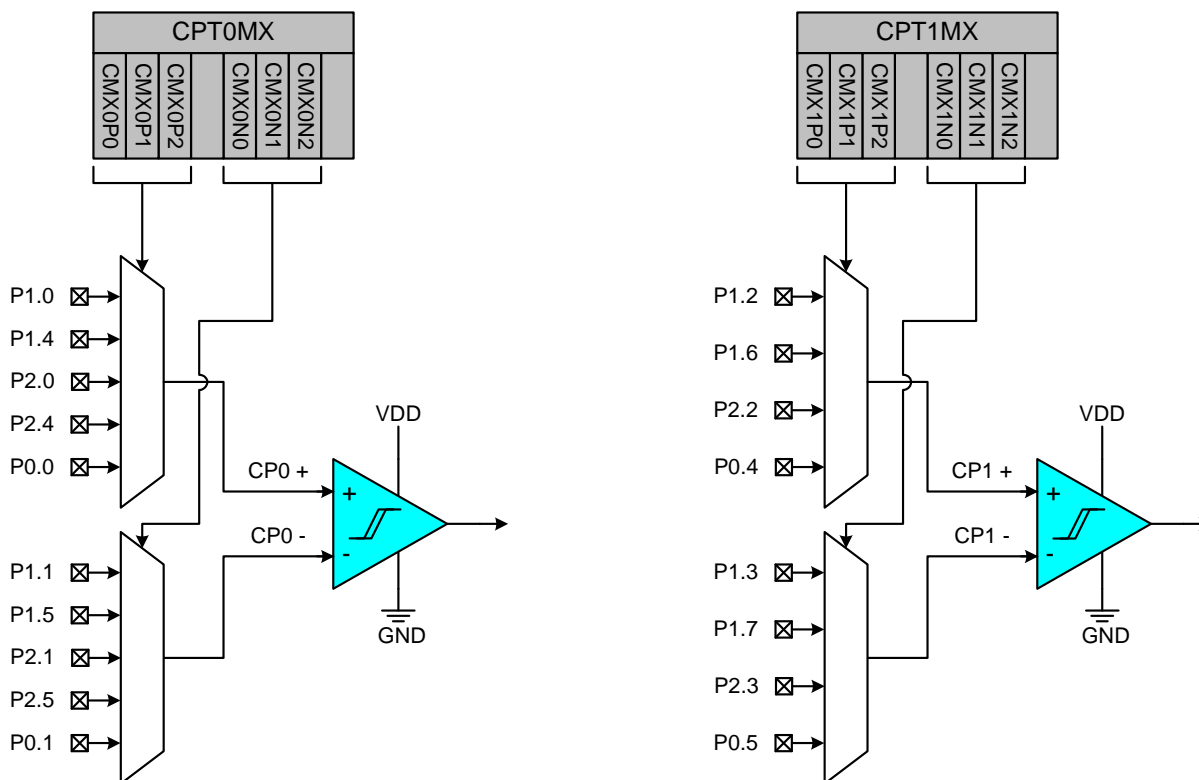 CPT0MX
CMX0P0
CMX0P1
CMX0P2
CMX0N0
CMX0N1
CMX0N2
P1.0
P1.4
P2.0
P2.4
P0.0
VDD
CP0 +
+
CP0 -
-
GND
P1.1
P1.5
P2.1
P2.5
P0.1
CPT1MX
CMX1P0
CMX1P1
CMX1P2
CMX1N0
CMX1N1
CMX1N2
P1.2
P1.6
P2.2
P0.4
VDD
CP1 +
+
CP1 -
-
GND
P1.3
P1.7
P2.3
P0.5